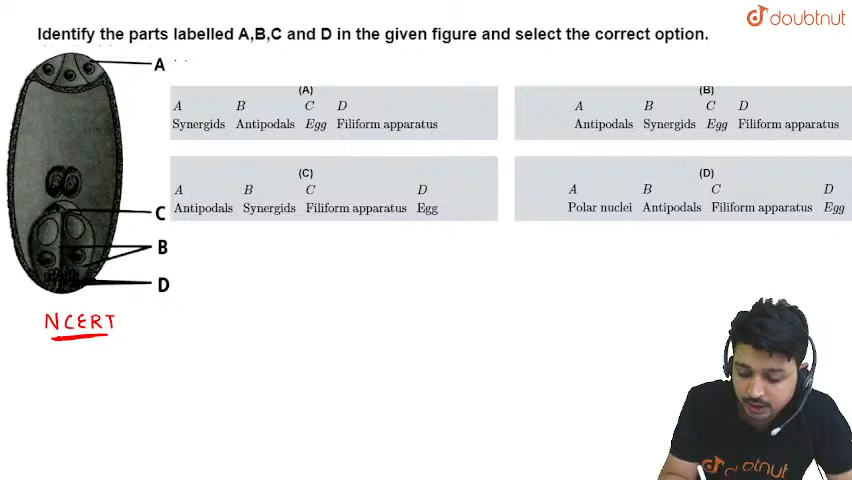 doubtnut
Identify the parts labelled A,B,C and D in the given figure and select the correct option.
A
C
B
D
NCERT
(A)
A B C D
Synergids Antipodals Egg Filiform apparatus
(B)
A B C D
Antipodals Synergids Egg Filiform apparatus
(C)
A B C D
Antipodals Synergids Filiform apparatus Egg
(D)
A B C D
Polar nuclei Antipodals Filiform apparatus Egg
doubtnut